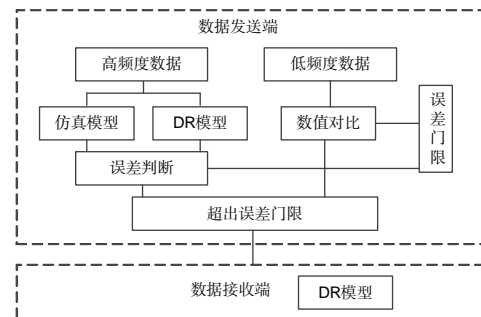 数据发送端
高频度数据
低频度数据
误差门限
仿真模型
DR模型
数值对比
误差判断
超出误差门限
数据接收端
DR模型